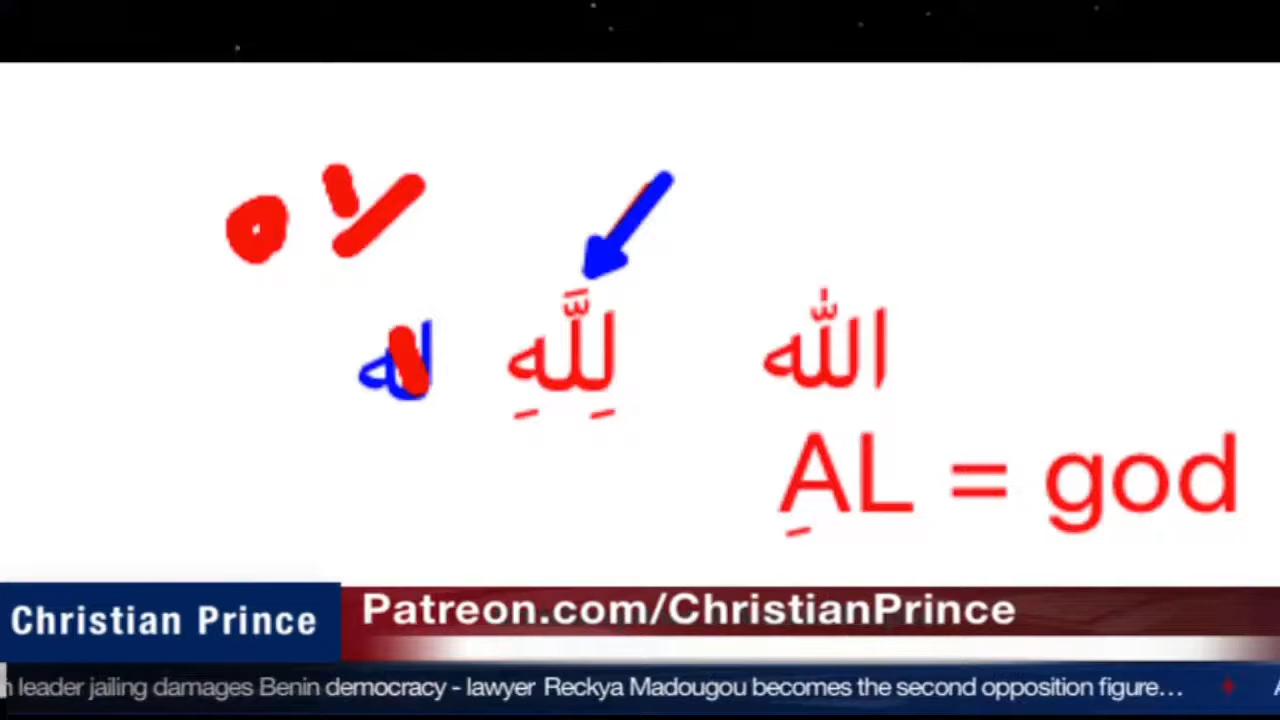 له لِلَّهِ الله
AL = god
Christian Prince
Patreon.com/ChristianPrince
leader jailing damages Benin democracy - lawyer Reckya Madougou becomes the second opposition figure…